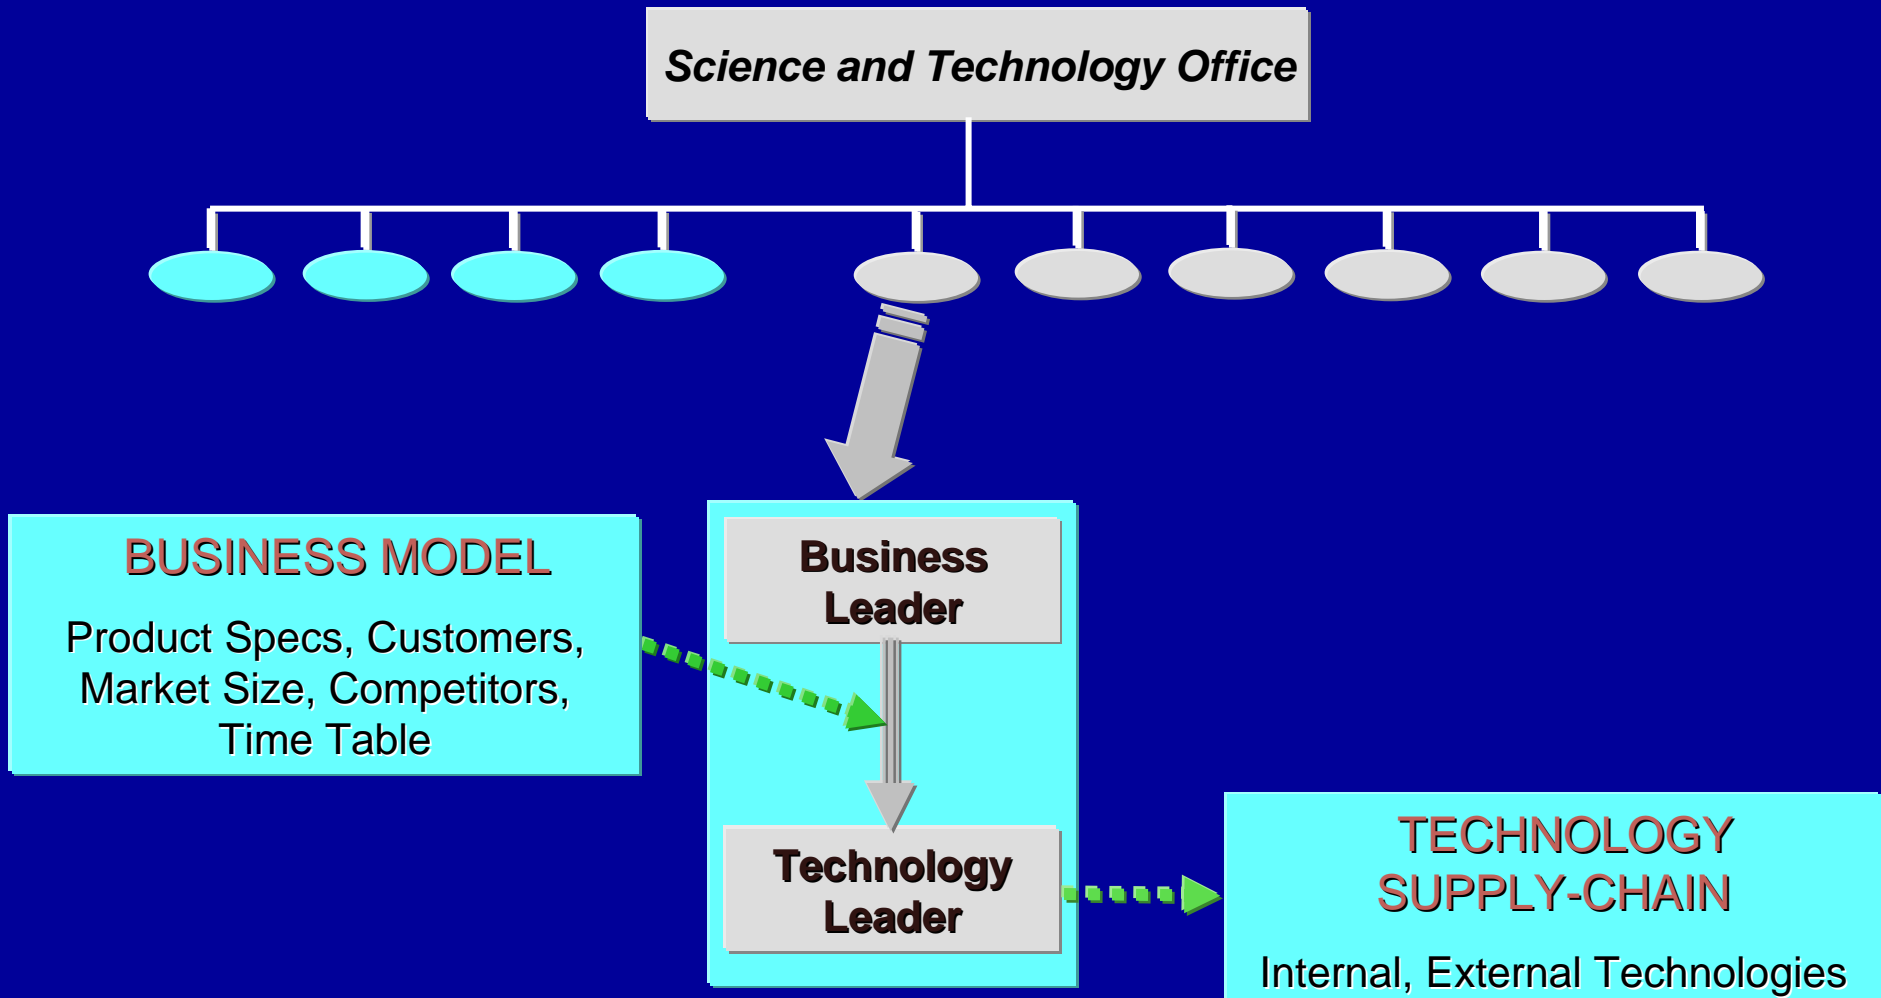 Science and Technology Office
BUSINESS MODEL
Product Specs, Customers,
Market Size, Competitors,
Time Table
Business
Leader
Technology
Leader
TECHNOLOGY
SUPPLY-CHAIN
Internal, External Technologies